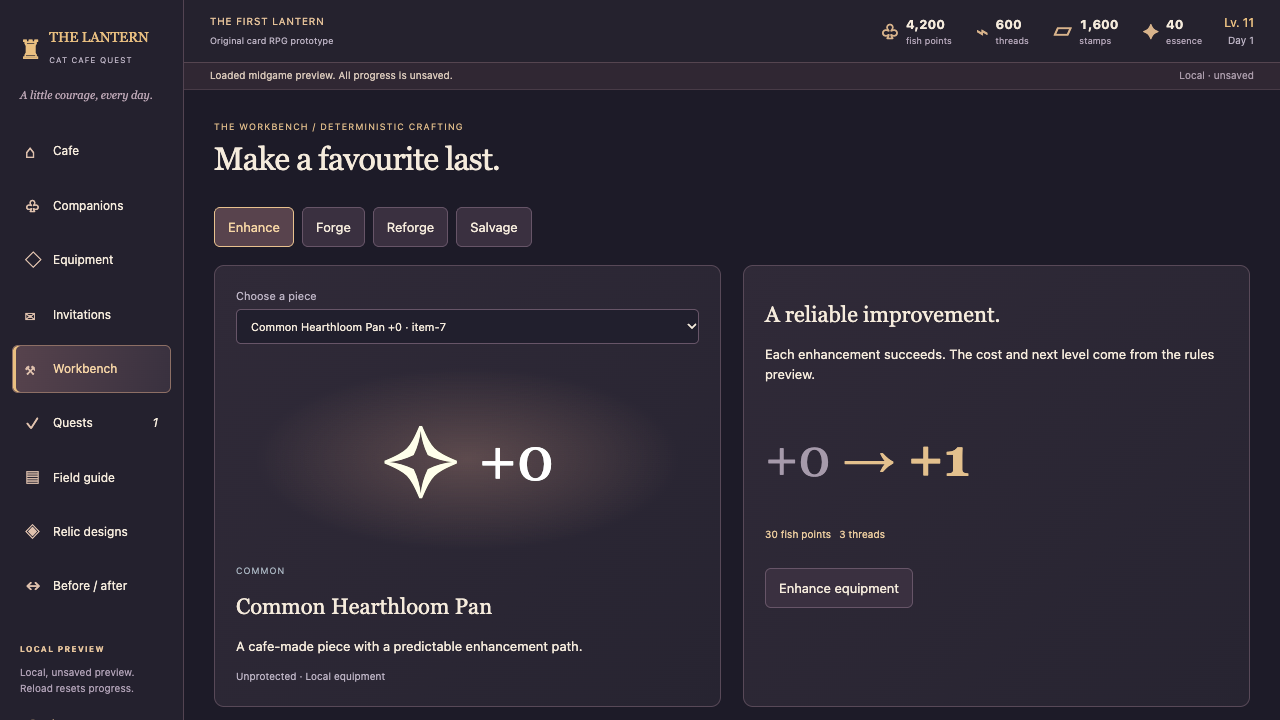 THE LANTERN
CAT CAFE QUEST
A little courage, every day.
Cafe
Companions
Equipment
Invitations
Workbench
Quests 1
Field guide
Relic designs
Before / after
LOCAL PREVIEW
Local, unsaved preview.
Reload resets progress.
THE FIRST LANTERN
Original card RPG prototype
4,200
fish points
600
threads
1,600
stamps
40
essence
Lv. 11
Day 1
Loaded midgame preview. All progress is unsaved.
Local · unsaved
THE WORKBENCH / DETERMINISTIC CRAFTING
Make a favourite last.
Enhance Forge Reforge Salvage
Choose a piece
Common Hearthloom Pan +0 · item-7
+0
COMMON
Common Hearthloom Pan
A cafe-made piece with a predictable enhancement path.
Unprotected · Local equipment
A reliable improvement.
Each enhancement succeeds. The cost and next level come from the rules
preview.
+0 → +1
30 fish points 3 threads
Enhance equipment